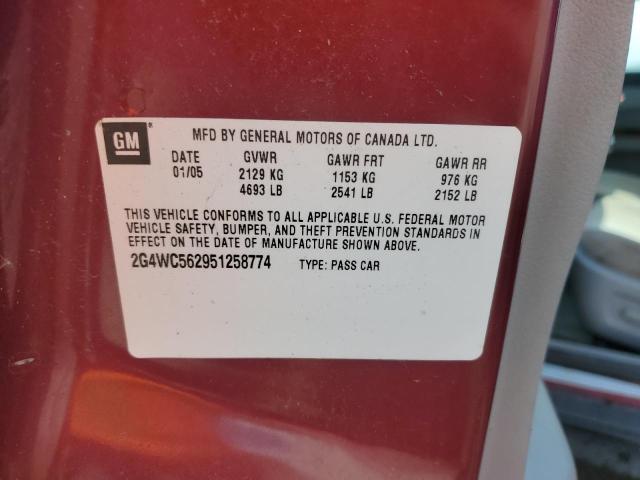 GM ® MFD BY GENERAL MOTORS OF CANADA LTD.
DATE GVWR GAWR FRT GAWR RR
01/05 2129 KG 1153 KG 976 KG
4693 LB 2541 LB 2152 LB
THIS VEHICLE CONFORMS TO ALL APPLICABLE U.S. FEDERAL MOTOR
VEHICLE SAFETY, BUMPER, AND THEFT PREVENTION STANDARDS IN
EFFECT ON THE DATE OF MANUFACTURE SHOWN ABOVE.
2G4WC562951258774 TYPE: PASS CAR